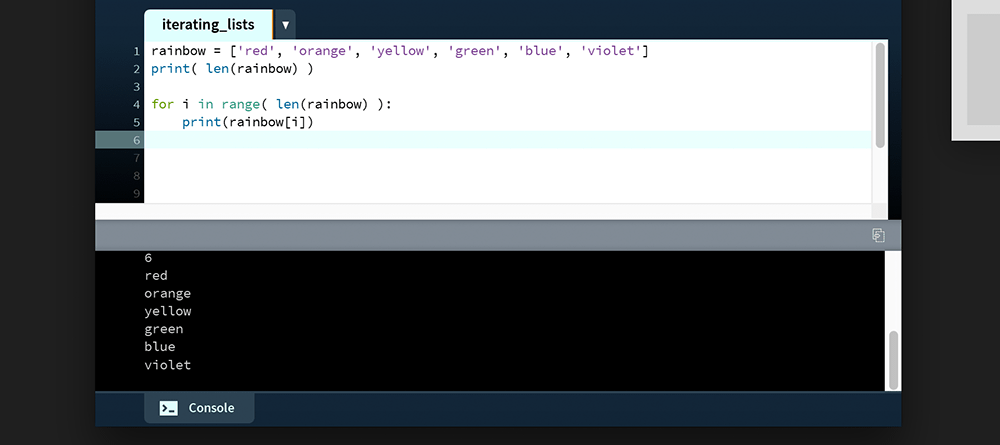 iterating_lists ▼
1 rainbow = ['red', 'orange', 'yellow', 'green', 'blue', 'violet']
2 print( len(rainbow) )
3
4 for i in range( len(rainbow) ):
5     print(rainbow[i])
6
7
8
9
6
red
orange
yellow
green
blue
violet
>_ Console